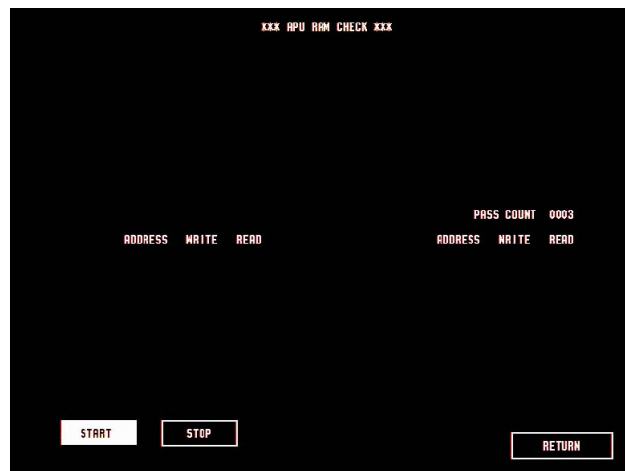 *** APU RAM CHECK ***
PASS COUNT 0003
ADDRESS WRITE READ ADDRESS WRITE READ
START STOP
RETURN